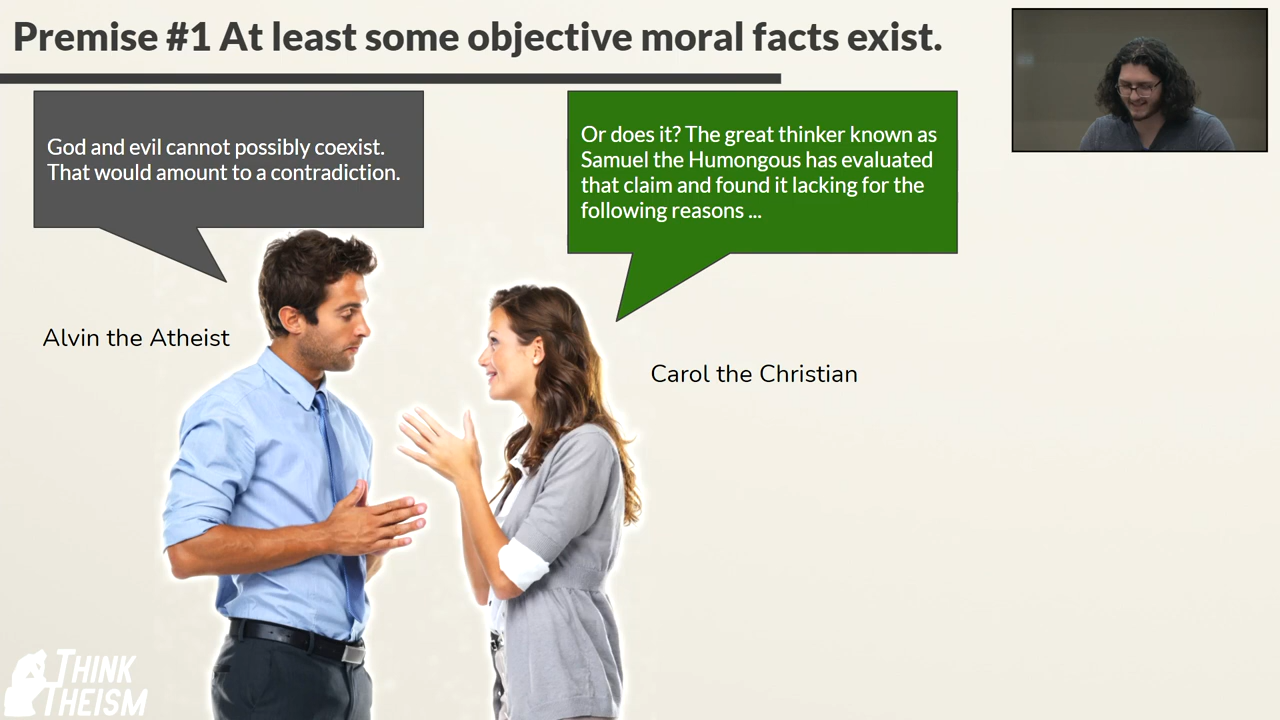 Premise #1 At least some objective moral facts exist.
God and evil cannot possibly coexist.
That would amount to a contradiction.
Or does it? The great thinker known as
Samuel the Humongous has evaluated
that claim and found it lacking for the
following reasons ...
Alvin the Atheist
Carol the Christian
THINK
THEISM